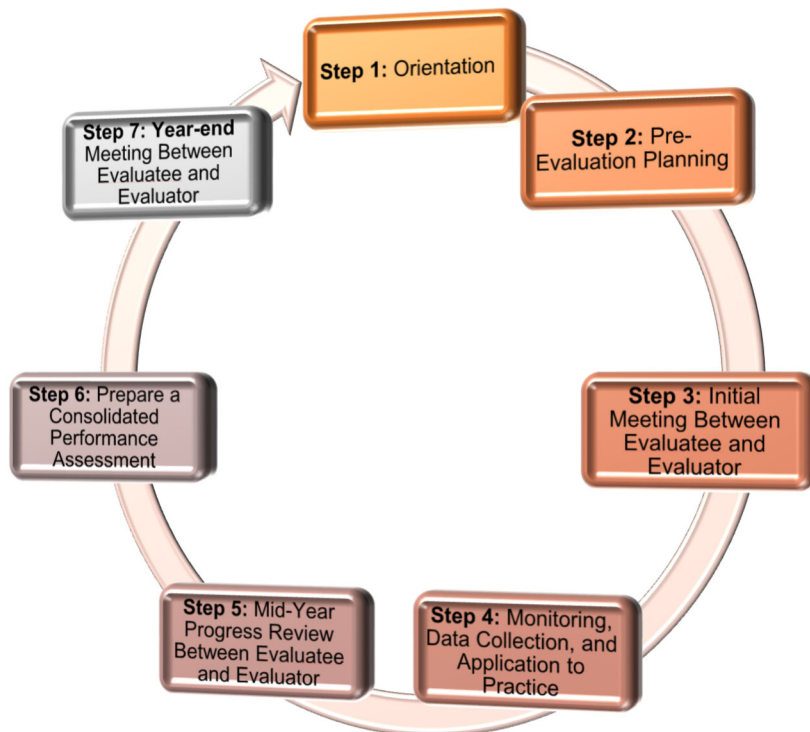 Step 1: Orientation
Step 2: Pre-
Evaluation Planning
Step 3: Initial
Meeting Between
Evaluatee and
Evaluator
Step 4: Monitoring,
Data Collection, and
Application to
Practice
Step 5: Mid-Year
Progress Review
Between Evaluatee
and Evaluator
Step 6: Prepare a
Consolidated
Performance
Assessment
Step 7: Year-end
Meeting Between
Evaluatee and
Evaluator